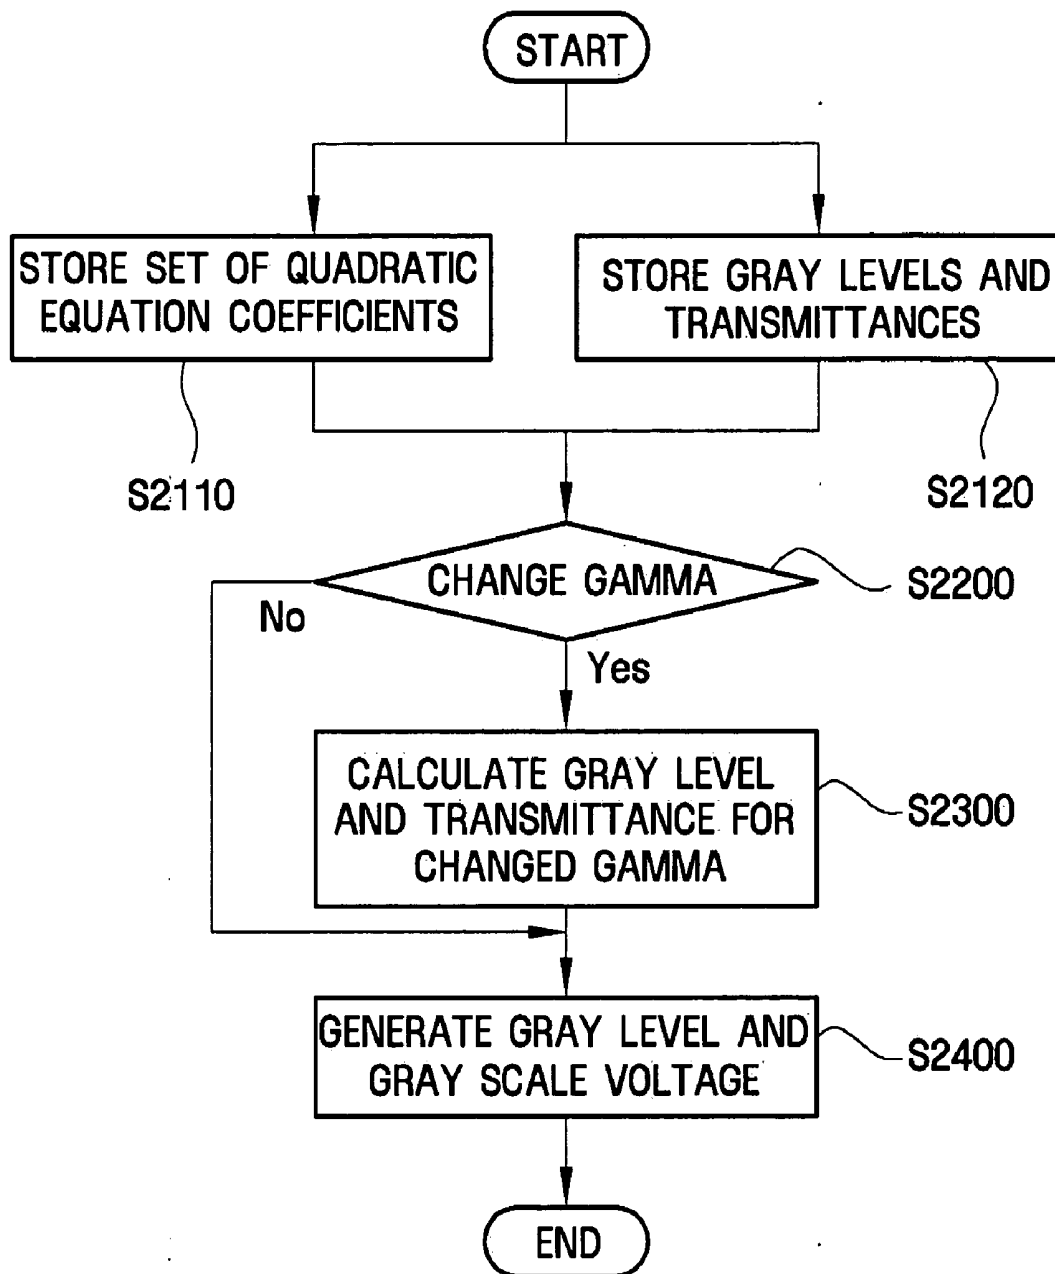 START
STORE SET OF QUADRATIC
EQUATION COEFFICIENTS
STORE GRAY LEVELS AND
TRANSMITTANCES
S2110
S2120
CHANGE GAMMA
S2200
No
Yes
CALCULATE GRAY LEVEL
AND TRANSMITTANCE FOR
CHANGED GAMMA
S2300
GENERATE GRAY LEVEL AND
GRAY SCALE VOLTAGE
S2400
END